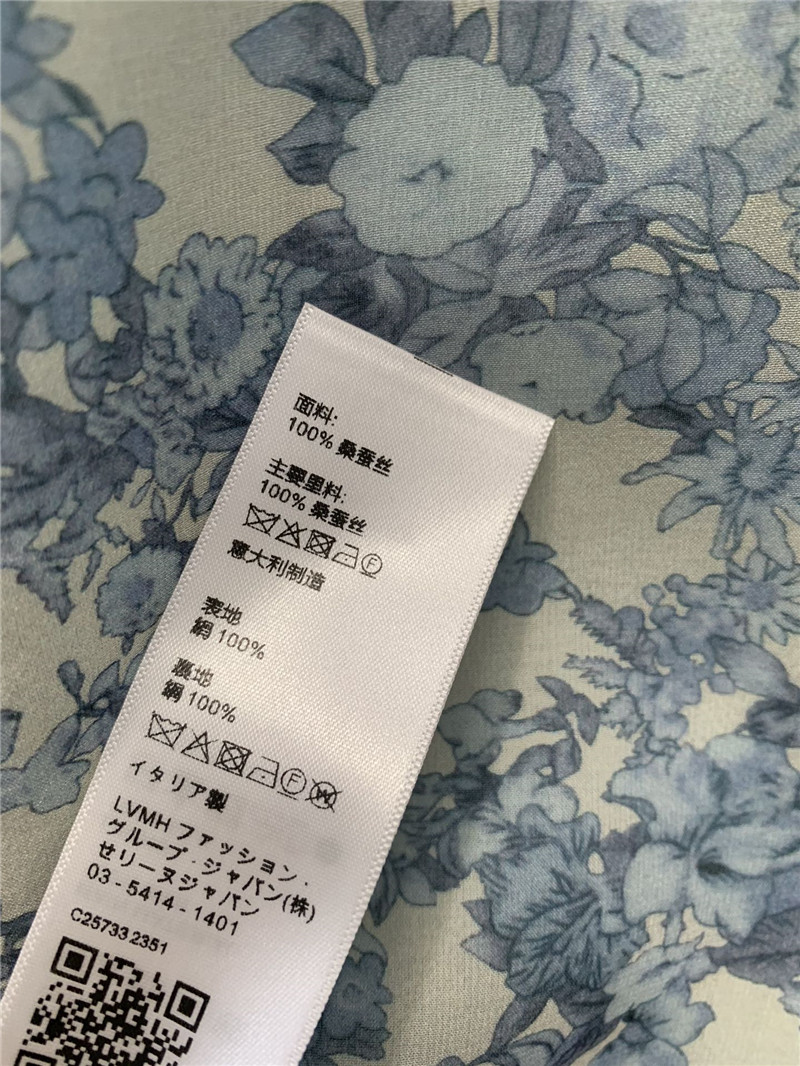 面料:
100% 桑蚕丝
主要里料:
100% 桑蚕丝
意大利制造
表地
絹 100%
裏地
絹 100%
イタリア製
LVMH ファッション・
グループ・ジャパン(株)
セリーヌジャパン
03 - 5414 - 1401
C25733.2351